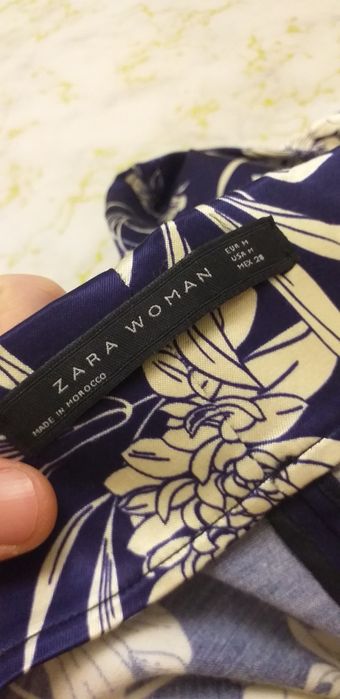 ZARA WOMAN
EUR M
USA M
MEX 28
MADE IN MOROCCO